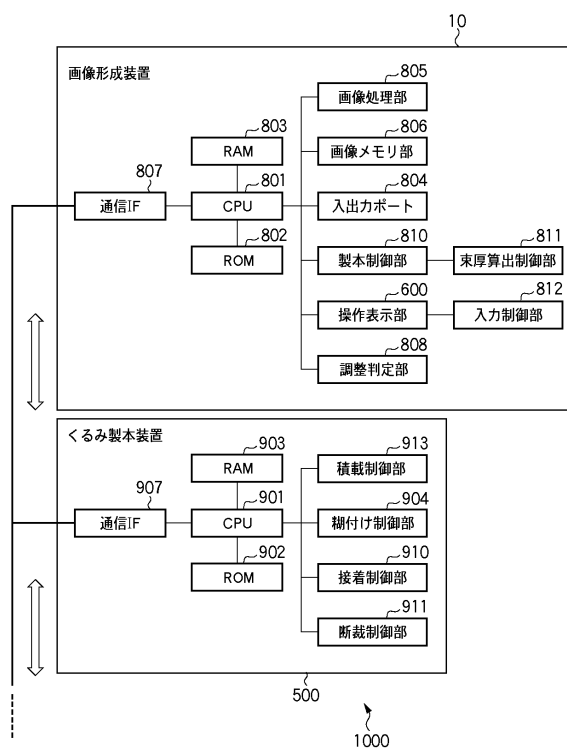 10
画像形成装置
805
画像処理部
803
806
RAM
画像メモリ部
807
801
804
通信IF
CPU
入出力ポート
802
810
811
ROM
製本制御部
束厚算出制御部
600
812
操作表示部
入力制御部
808
調整判定部
くるみ製本装置
903
913
RAM
積載制御部
907
901
904
通信IF
CPU
糊付け制御部
902
910
ROM
接着制御部
911
断裁制御部
500
1000